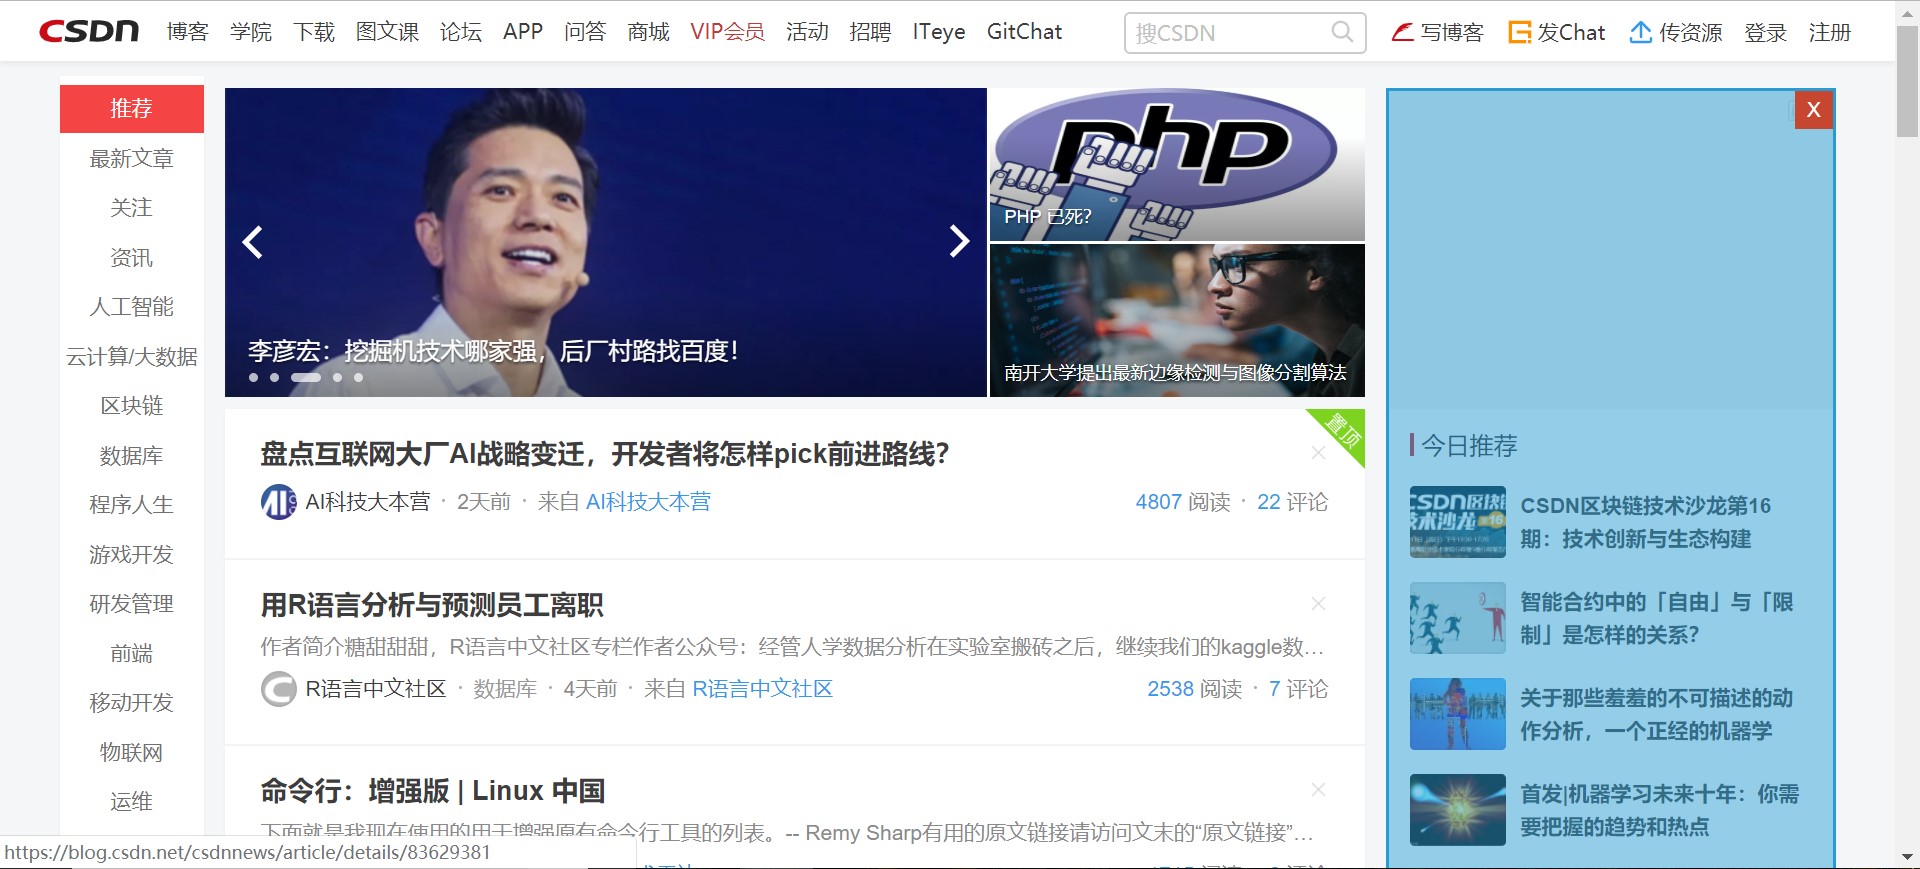 CSDN 博客 学院 下载 图文课 论坛 APP 问答 商城 VIP会员 活动 招聘 ITeye GitChat 搜CSDN 写博客 发Chat 传资源 登录 注册
推荐
最新文章
关注
资讯
人工智能
云计算/大数据
区块链
数据库
程序人生
游戏开发
研发管理
前端
移动开发
物联网
运维
李彦宏：挖掘机技术哪家强，后厂村路找百度！
php
PHP 已死?
南开大学提出最新边缘检测与图像分割算法
置顶
盘点互联网大厂AI战略变迁，开发者将怎样pick前进路线？
AI科技大本营 · 2天前 · 来自 AI科技大本营 4807 阅读 · 22 评论
用R语言分析与预测员工离职
作者简介糖甜甜甜，R语言中文社区专栏作者公众号：经管人学数据分析在实验室搬砖之后，继续我们的kaggle数...
R语言中文社区 · 数据库 · 4天前 · 来自 R语言中文社区 2538 阅读 · 7 评论
命令行：增强版 | Linux 中国
下面就是我现在使用的用于增强原有命令行工具的列表。-- Remy Sharp有用的原文链接请访问文末的“原文链接”...
X
今日推荐
CSDN区块链技术沙龙第16
期：技术创新与生态构建
智能合约中的「自由」与「限
制」是怎样的关系？
关于那些羞羞的不可描述的动
作分析，一个正经的机器学
首发|机器学习未来十年：你需
要把握的趋势和热点
https://blog.csdn.net/csdnnews/article/details/83629381